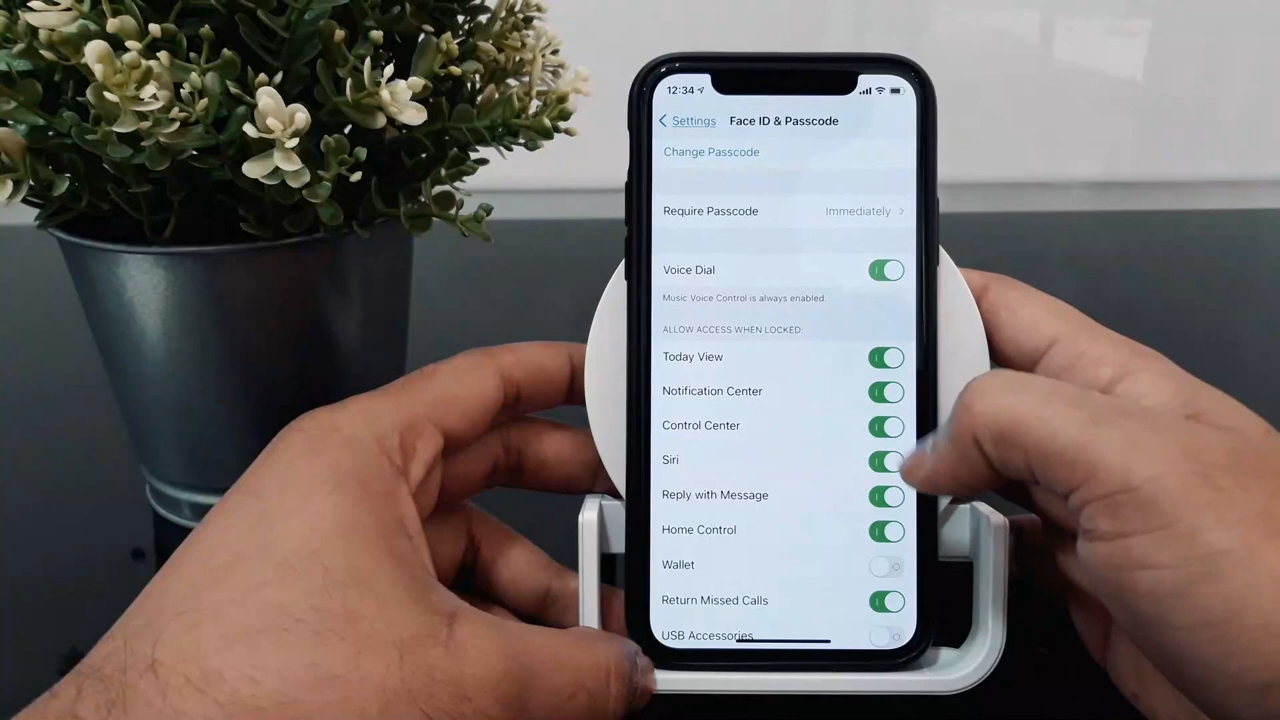 12:34
Settings Face ID & Passcode
Change Passcode
Require Passcode Immediately
Voice Dial
Music Voice Control is always enabled.
ALLOW ACCESS WHEN LOCKED:
Today View
Notification Center
Control Center
Siri
Reply with Message
Home Control
Wallet
Return Missed Calls
USB Accessories